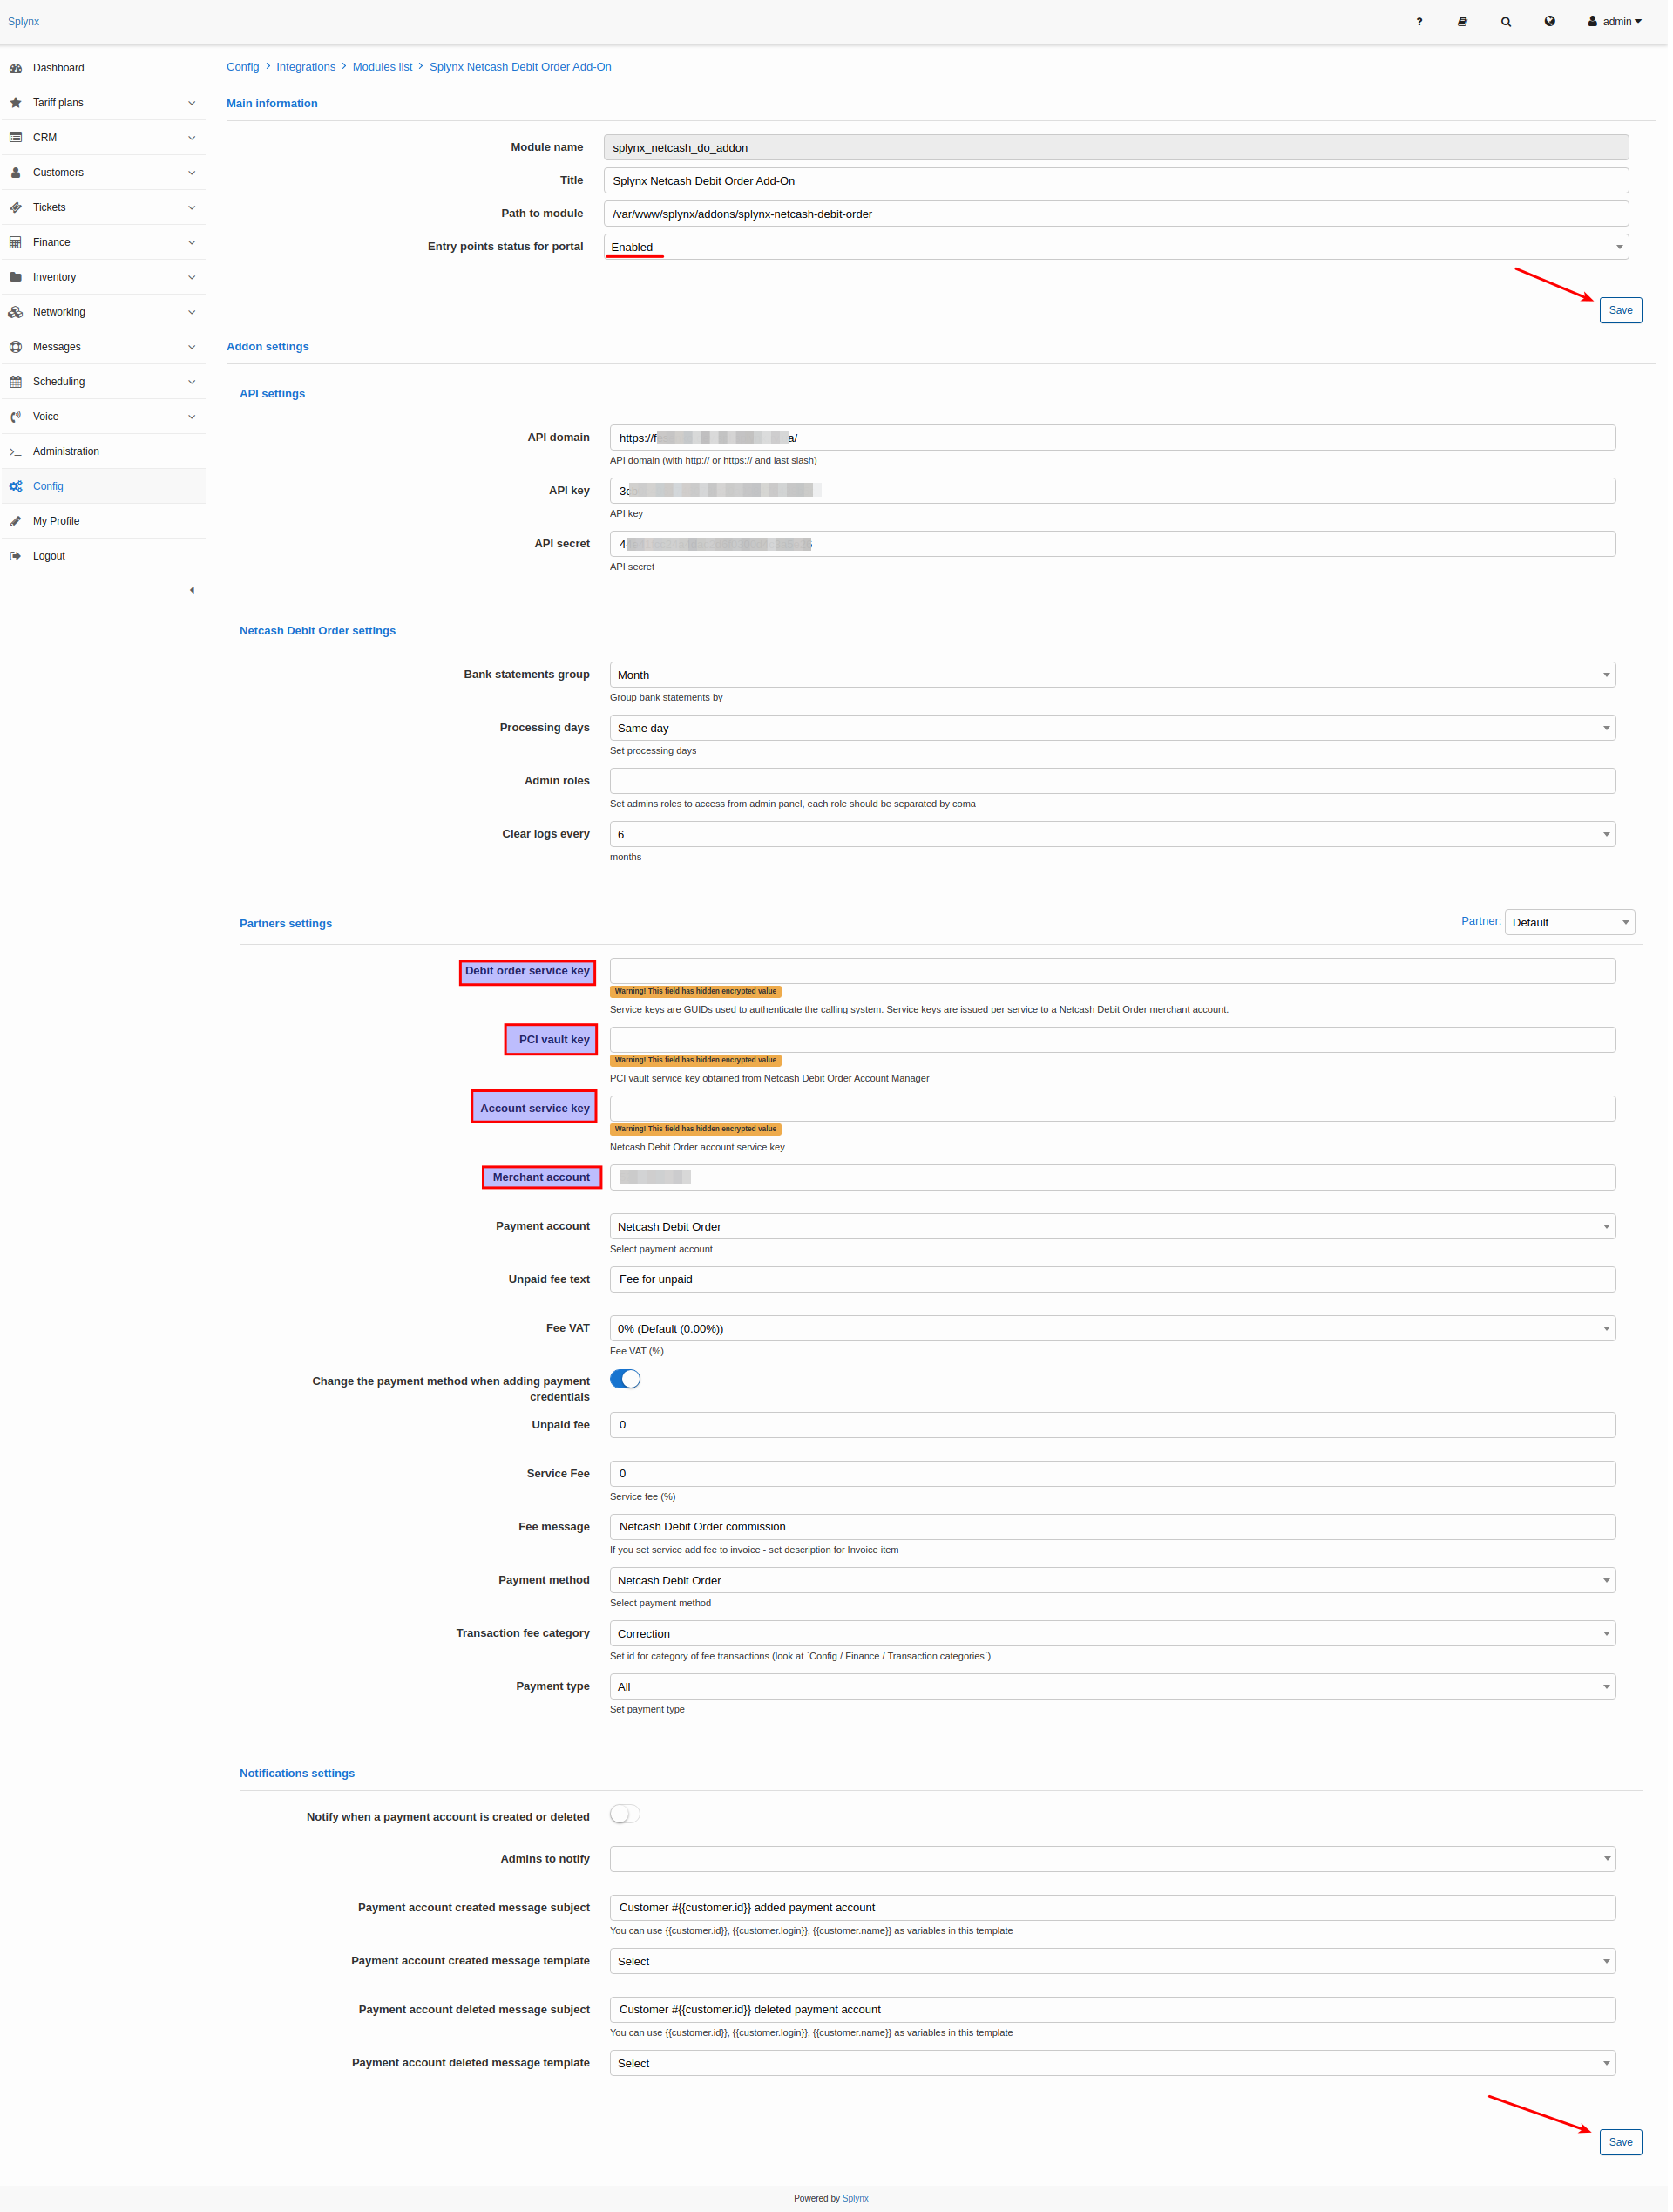 Splynx
? admin
Dashboard
Tariff plans
CRM
Customers
Tickets
Finance
Inventory
Networking
Messages
Scheduling
Voice
Administration
Config
My Profile
Logout
Config > Integrations > Modules list > Splynx Netcash Debit Order Add-On
Main information
Module name splynx_netcash_do_addon
Title Splynx Netcash Debit Order Add-On
Path to module /var/www/splynx/addons/splynx-netcash-debit-order
Entry points status for portal Enabled
Save
Addon settings
API settings
API domain https://f a/
API domain (with http:// or https:// and last slash)
API key
API key
API secret
API secret
Netcash Debit Order settings
Bank statements group Month
Group bank statements by
Processing days Same day
Set processing days
Admin roles
Set admins roles to access from admin panel, each role should be separated by coma
Clear logs every 6
months
Partners settings Partner: Default
Debit order service key
Warning! This field has hidden encrypted value
Service keys are GUIDs used to authenticate the calling system. Service keys are issued per service to a Netcash Debit Order merchant account.
PCI vault key
Warning! This field has hidden encrypted value
PCI vault service key obtained from Netcash Debit Order Account Manager
Account service key
Warning! This field has hidden encrypted value
Netcash Debit Order account service key
Merchant account
Payment account Netcash Debit Order
Select payment account
Unpaid fee text Fee for unpaid
Fee VAT 0% (Default (0.00%))
Fee VAT (%)
Change the payment method when adding payment
credentials
Unpaid fee 0
Service Fee 0
Service fee (%)
Fee message Netcash Debit Order commission
If you set service add fee to invoice - set description for Invoice item
Payment method Netcash Debit Order
Select payment method
Transaction fee category Correction
Set id for category of fee transactions (look at `Config / Finance / Transaction categories`)
Payment type All
Set payment type
Notifications settings
Notify when a payment account is created or deleted
Admins to notify
Payment account created message subject Customer #{{customer.id}} added payment account
You can use {{customer.id}}, {{customer.login}}, {{customer.name}} as variables in this template
Payment account created message template Select
Payment account deleted message subject Customer #{{customer.id}} deleted payment account
You can use {{customer.id}}, {{customer.login}}, {{customer.name}} as variables in this template
Payment account deleted message template Select
Save
Powered by Splynx